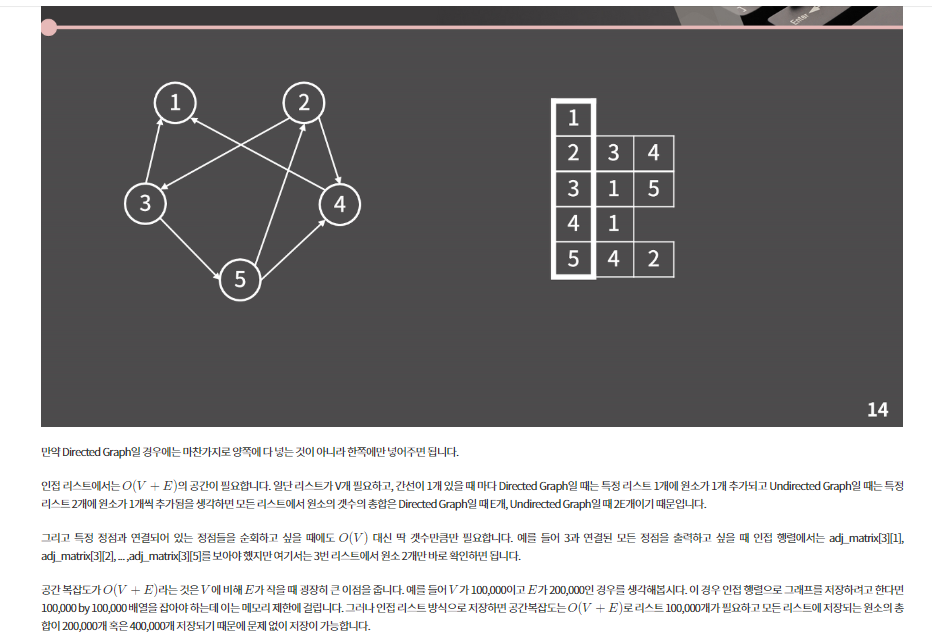 Enter
1 2
3 4
5
1
2 3 4
3 1 5
4 1
5 4 2
14
만약 Directed Graph일 경우에는 마찬가지로 양쪽에 다 넣는 것이 아니라 한쪽에만 넣어주면 됩니다.
인접 리스트에서는 O(V + E)의 공간이 필요합니다. 일단 리스트가 V개 필요하고, 간선이 1개 있을 때 마다 Directed Graph일 때는 특정 리스트 1개에 원소가 1개 추가되고 Undirected Graph일 때는 특정
리스트 2개에 원소가 1개씩 추가됨을 생각하면 모든 리스트에서 원소의 갯수의 총합은 Directed Graph일 때 E개, Undirected Graph일 때 2E개이기 때문입니다.
그리고 특정 정점과 연결되어 있는 정점들을 순회하고 싶을 때에도 O(V) 대신 딱 갯수만큼만 필요합니다. 예를 들어 3과 연결된 모든 정점을 출력하고 싶을 때 인접 행렬에서는 adj_matrix[3][1],
adj_matrix[3][2], ... ,adj_matrix[3][5]를 보아야 했지만 여기서는 3번 리스트에서 원소 2개만 바로 확인하면 됩니다.
공간 복잡도가 O(V + E)라는 것은 V에 비해 E가 작을 때 굉장히 큰 이점을 줍니다. 예를 들어 V가 100,000이고 E가 200,000인 경우를 생각해봅시다. 이 경우 인접 행렬으로 그래프를 저장하려고 한다면
100,000 by 100,000 배열을 잡아야 하는데 이는 메모리 제한에 걸립니다. 그러나 인접 리스트 방식으로 저장하면 공간복잡도는 O(V + E)로 리스트 100,000개가 필요하고 모든 리스트에 저장되는 원소의 총
합이 200,000개 혹은 400,000개 저장되기 때문에 문제 없이 저장이 가능합니다.